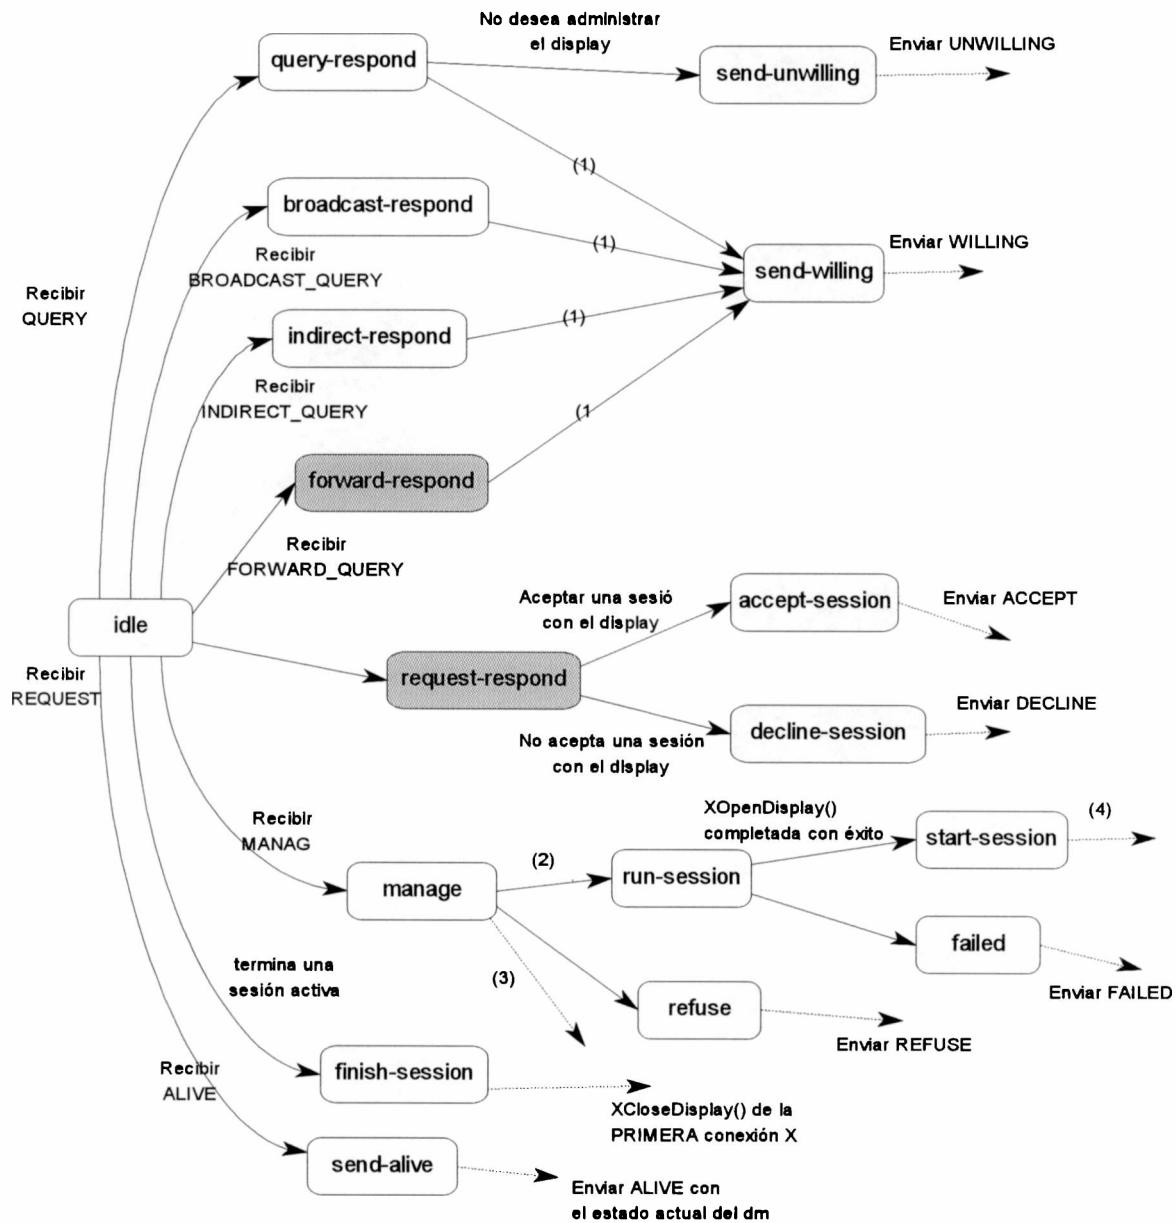 No desea administrar
el display
query-respond
send-unwilling
Enviar UNWILLING
(1)
broadcast-respond
(1)
Enviar WILLING
send-willing
Recibir
BROADCAST_QUERY
Recibir
QUERY
indirect-respond
(1)
Recibir
INDIRECT_QUERY
(1
forward-respond
Recibir
FORWARD_QUERY
idle
Aceptar una sesió
con el display
accept-session
Enviar ACCEPT
Recibir
REQUEST
request-respond
Enviar DECLINE
No acepta una sesión
con el display
decline-session
Recibir
MANAG
XOpenDisplay()
completada con éxito
start-session
(4)
manage
(2)
run-session
failed
termina una
sesión activa
(3)
Enviar FAILED
refuse
Enviar REFUSE
Recibir
ALIVE
finish-session
XCloseDisplay() de la
PRIMERA conexión X
send-alive
Enviar ALIVE con
el estado actual del dm